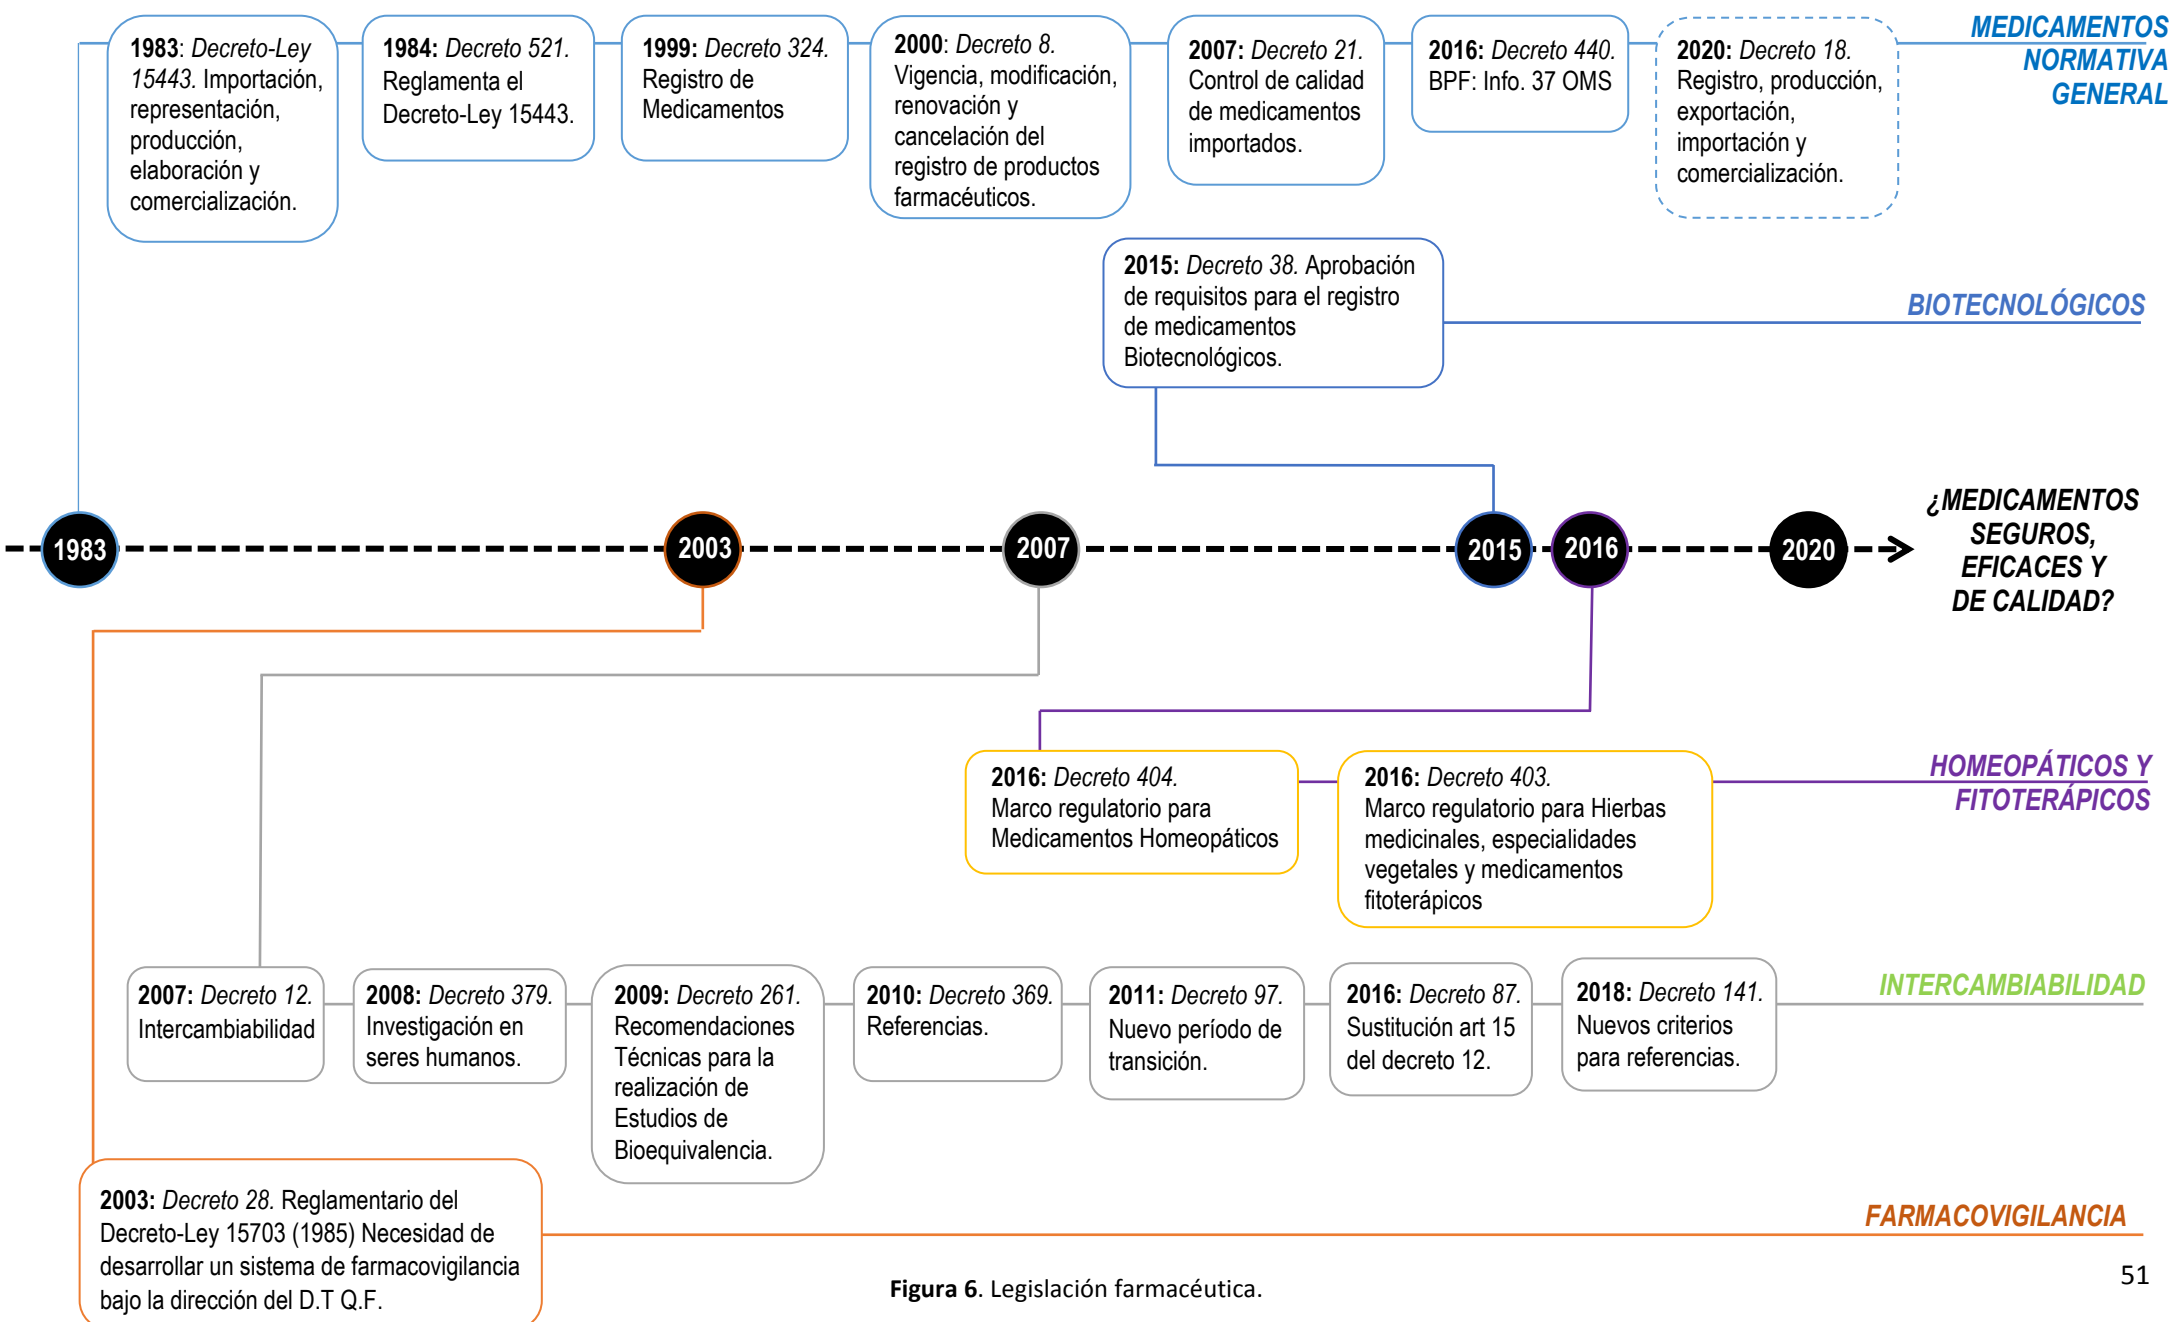 1983: Decreto-Ley
15443. Importación,
representación,
producción,
elaboración y
comercialización.
1984: Decreto 521.
Reglamenta el
Decreto-Ley 15443.
1999: Decreto 324.
Registro de
Medicamentos
2000: Decreto 8.
Vigencia, modificación,
renovación y
cancelación del
registro de productos
farmacéuticos.
2007: Decreto 21.
Control de calidad
de medicamentos
importados.
2016: Decreto 440.
BPF: Info. 37 OMS
2020: Decreto 18.
Registro, producción,
exportación,
importación y
comercialización.
MEDICAMENTOS
NORMATIVA
GENERAL
2015: Decreto 38. Aprobación
de requisitos para el registro
de medicamentos
Biotecnológicos.
BIOTECNOLÓGICOS
1983
2003
2007
2015
2016
2020
¿MEDICAMENTOS
SEGUROS,
EFICACES Y
DE CALIDAD?
2016: Decreto 404.
Marco regulatorio para
Medicamentos Homeopáticos
2016: Decreto 403.
Marco regulatorio para Hierbas
medicinales, especialidades
vegetales y medicamentos
fitoterápicos
HOMEOPÁTICOS Y
FITOTERÁPICOS
2007: Decreto 12.
Intercambiabilidad
2008: Decreto 379.
Investigación en
seres humanos.
2009: Decreto 261.
Recomendaciones
Técnicas para la
realización de
Estudios de
Bioequivalencia.
2010: Decreto 369.
Referencias.
2011: Decreto 97.
Nuevo período de
transición.
2016: Decreto 87.
Sustitución art 15
del decreto 12.
2018: Decreto 141.
Nuevos criterios
para referencias.
INTERCAMBIABILIDAD
2003: Decreto 28. Reglamentario del
Decreto-Ley 15703 (1985) Necesidad de
desarrollar un sistema de farmacovigilancia
bajo la dirección del D.T Q.F.
FARMACOVIGILANCIA
Figura 6. Legislación farmacéutica.
51